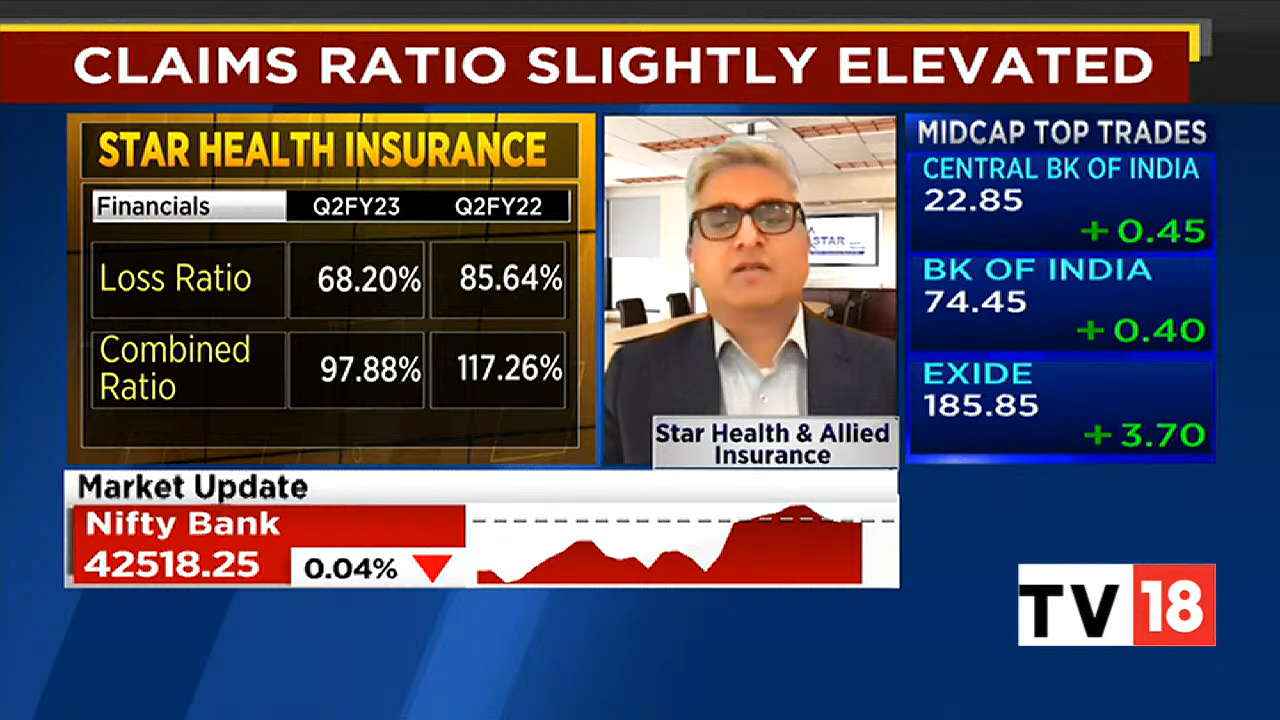 CLAIMS RATIO SLIGHTLY ELEVATED
STAR HEALTH INSURANCE
Financials Q2FY23 Q2FY22
Loss Ratio 68.20% 85.64%
Combined Ratio 97.88% 117.26%
STAR
Star Health & Allied
Insurance
MIDCAP TOP TRADES
CENTRAL BK OF INDIA
22.85
+ 0.45
BK OF INDIA
74.45
+ 0.40
EXIDE
185.85
+ 3.70
Market Update
Nifty Bank
42518.25 0.04%
TV18